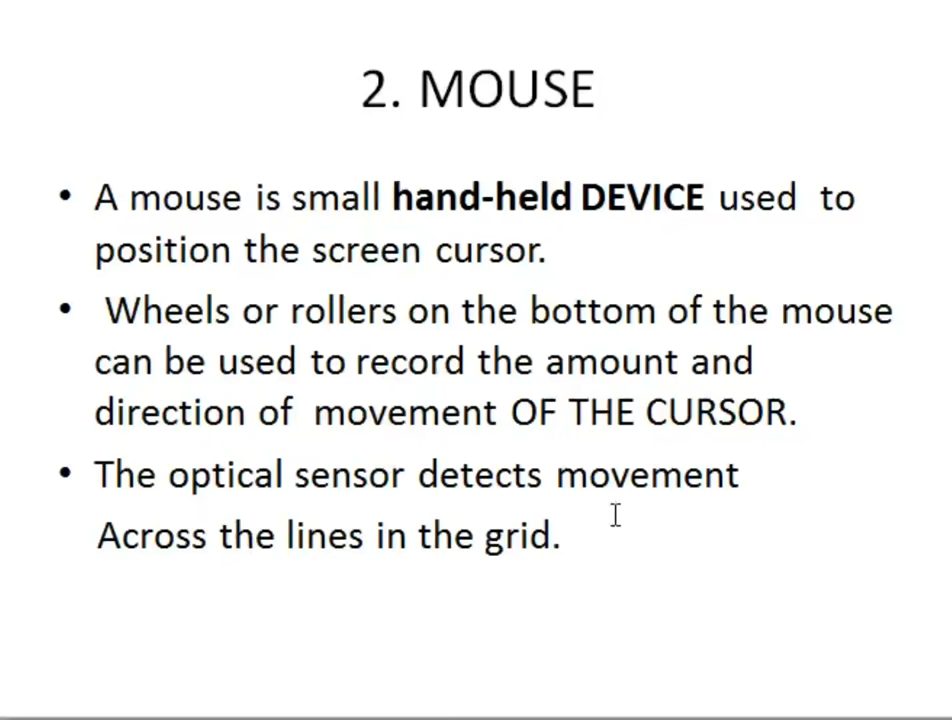 2. MOUSE
• A mouse is small hand-held DEVICE used to
position the screen cursor.
• Wheels or rollers on the bottom of the mouse
can be used to record the amount and
direction of movement OF THE CURSOR.
• The optical sensor detects movement
Across the lines in the grid.